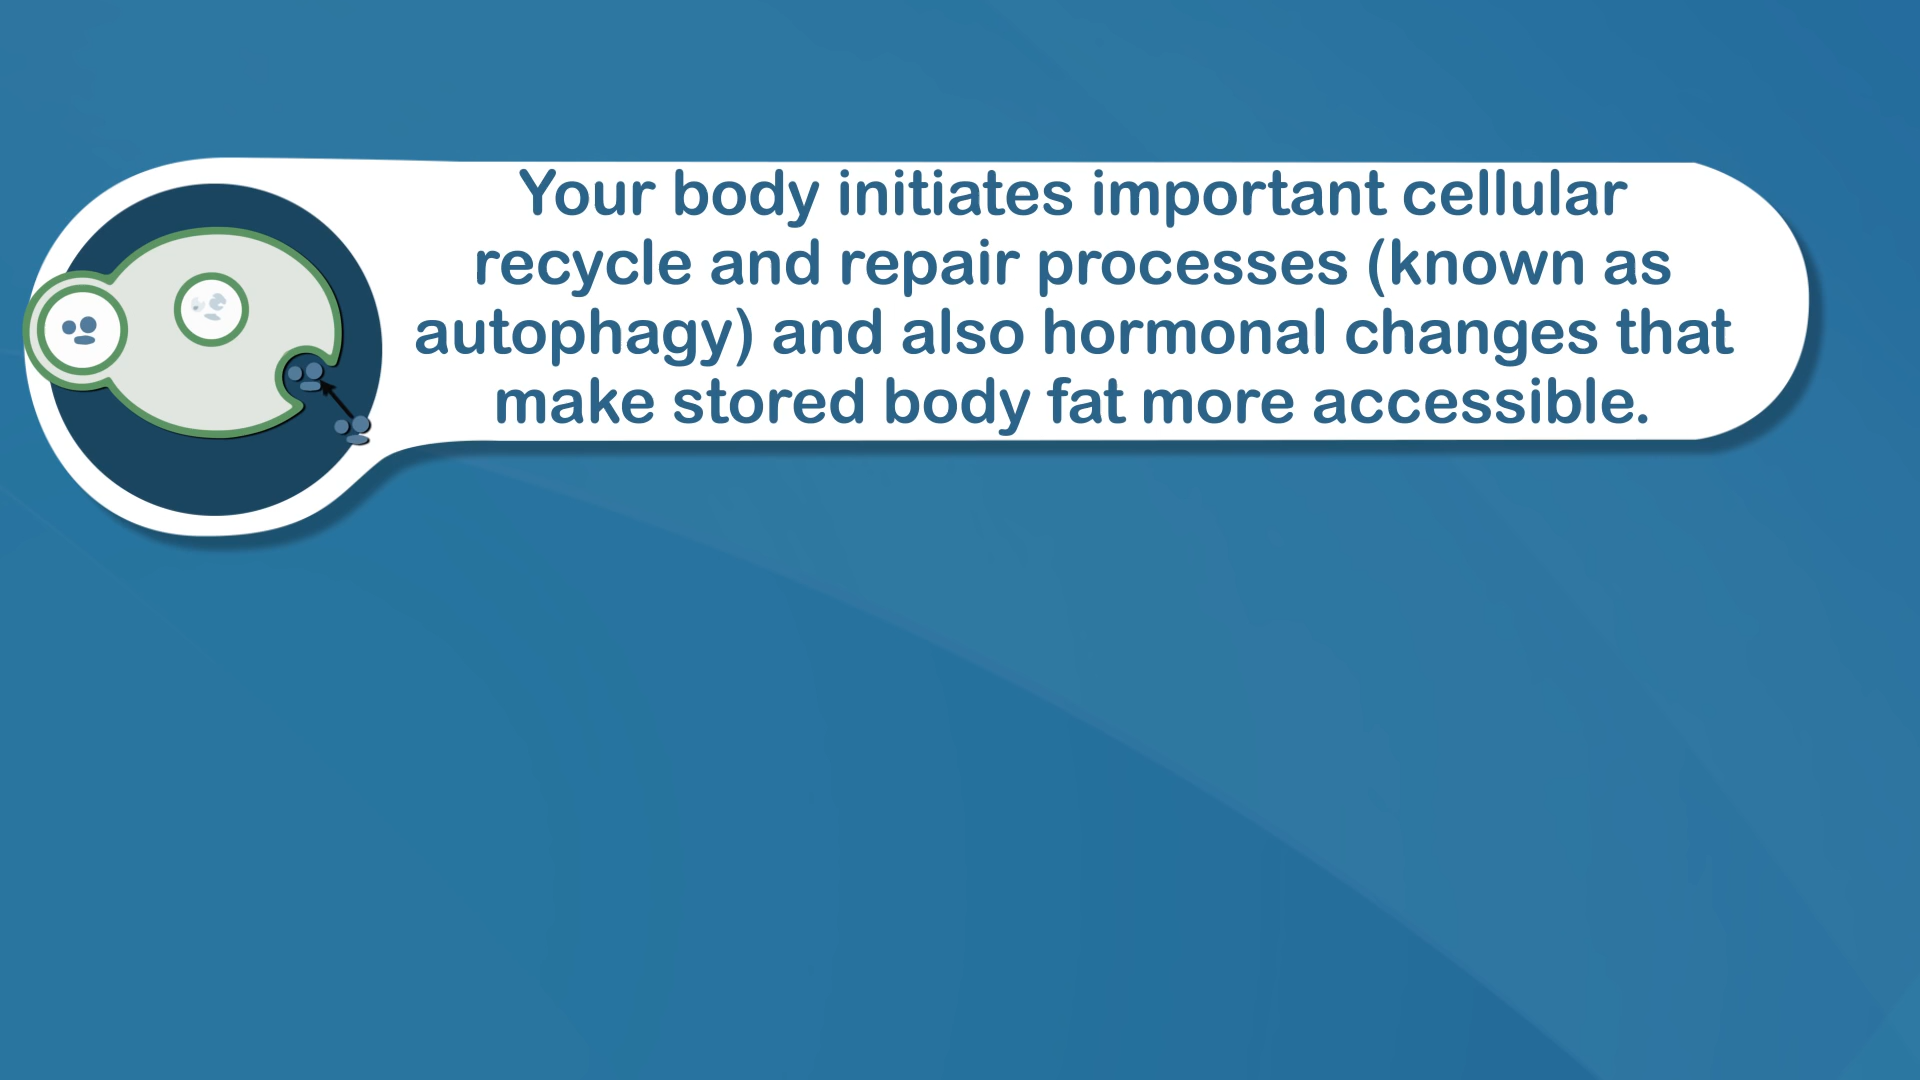 Your body initiates important cellular
recycle and repair processes (known as
autophagy) and also hormonal changes that
make stored body fat more accessible.